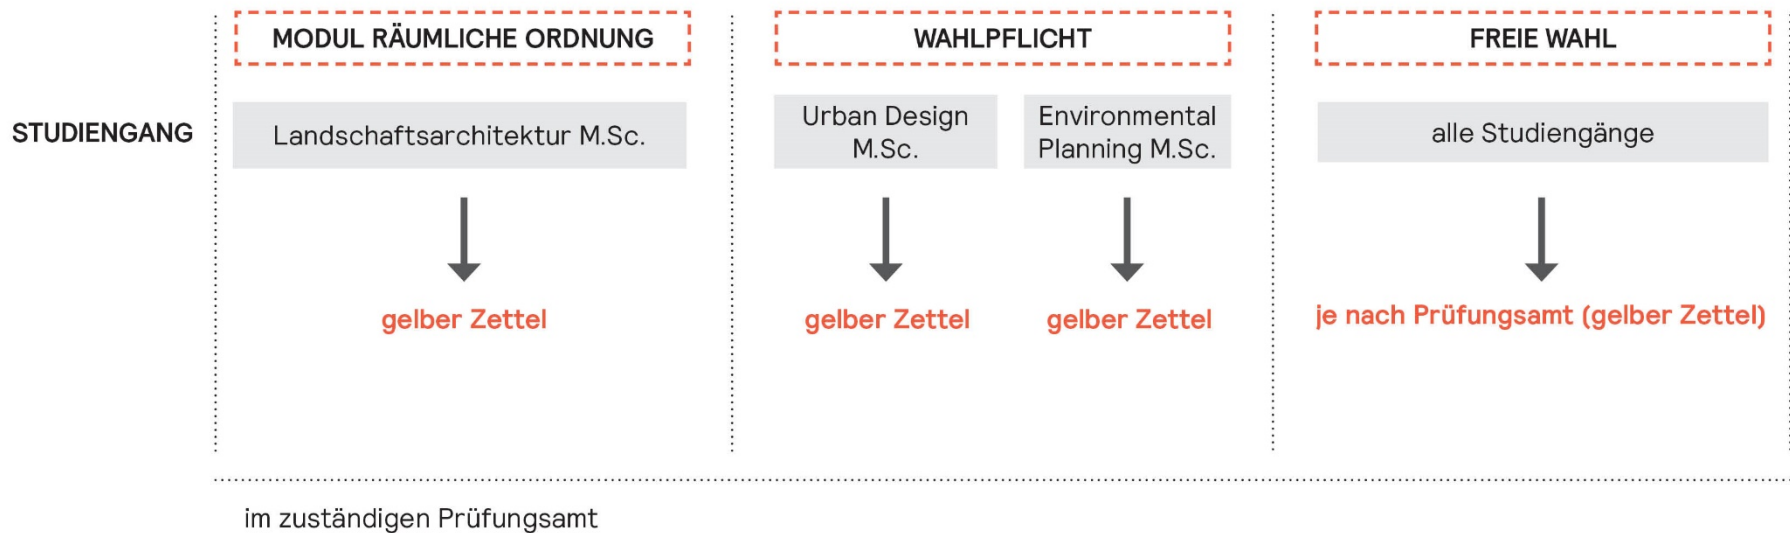 MODUL RÄUMLICHE ORDNUNG
WAHLPFLICHT
FREIE WAHL
STUDIENGANG
Landschaftsarchitektur M.Sc.
Urban Design
M.Sc.
Environmental
Planning M.Sc.
alle Studiengänge
gelber Zettel
gelber Zettel
gelber Zettel
je nach Prüfungsamt (gelber Zettel)
im zuständigen Prüfungsamt